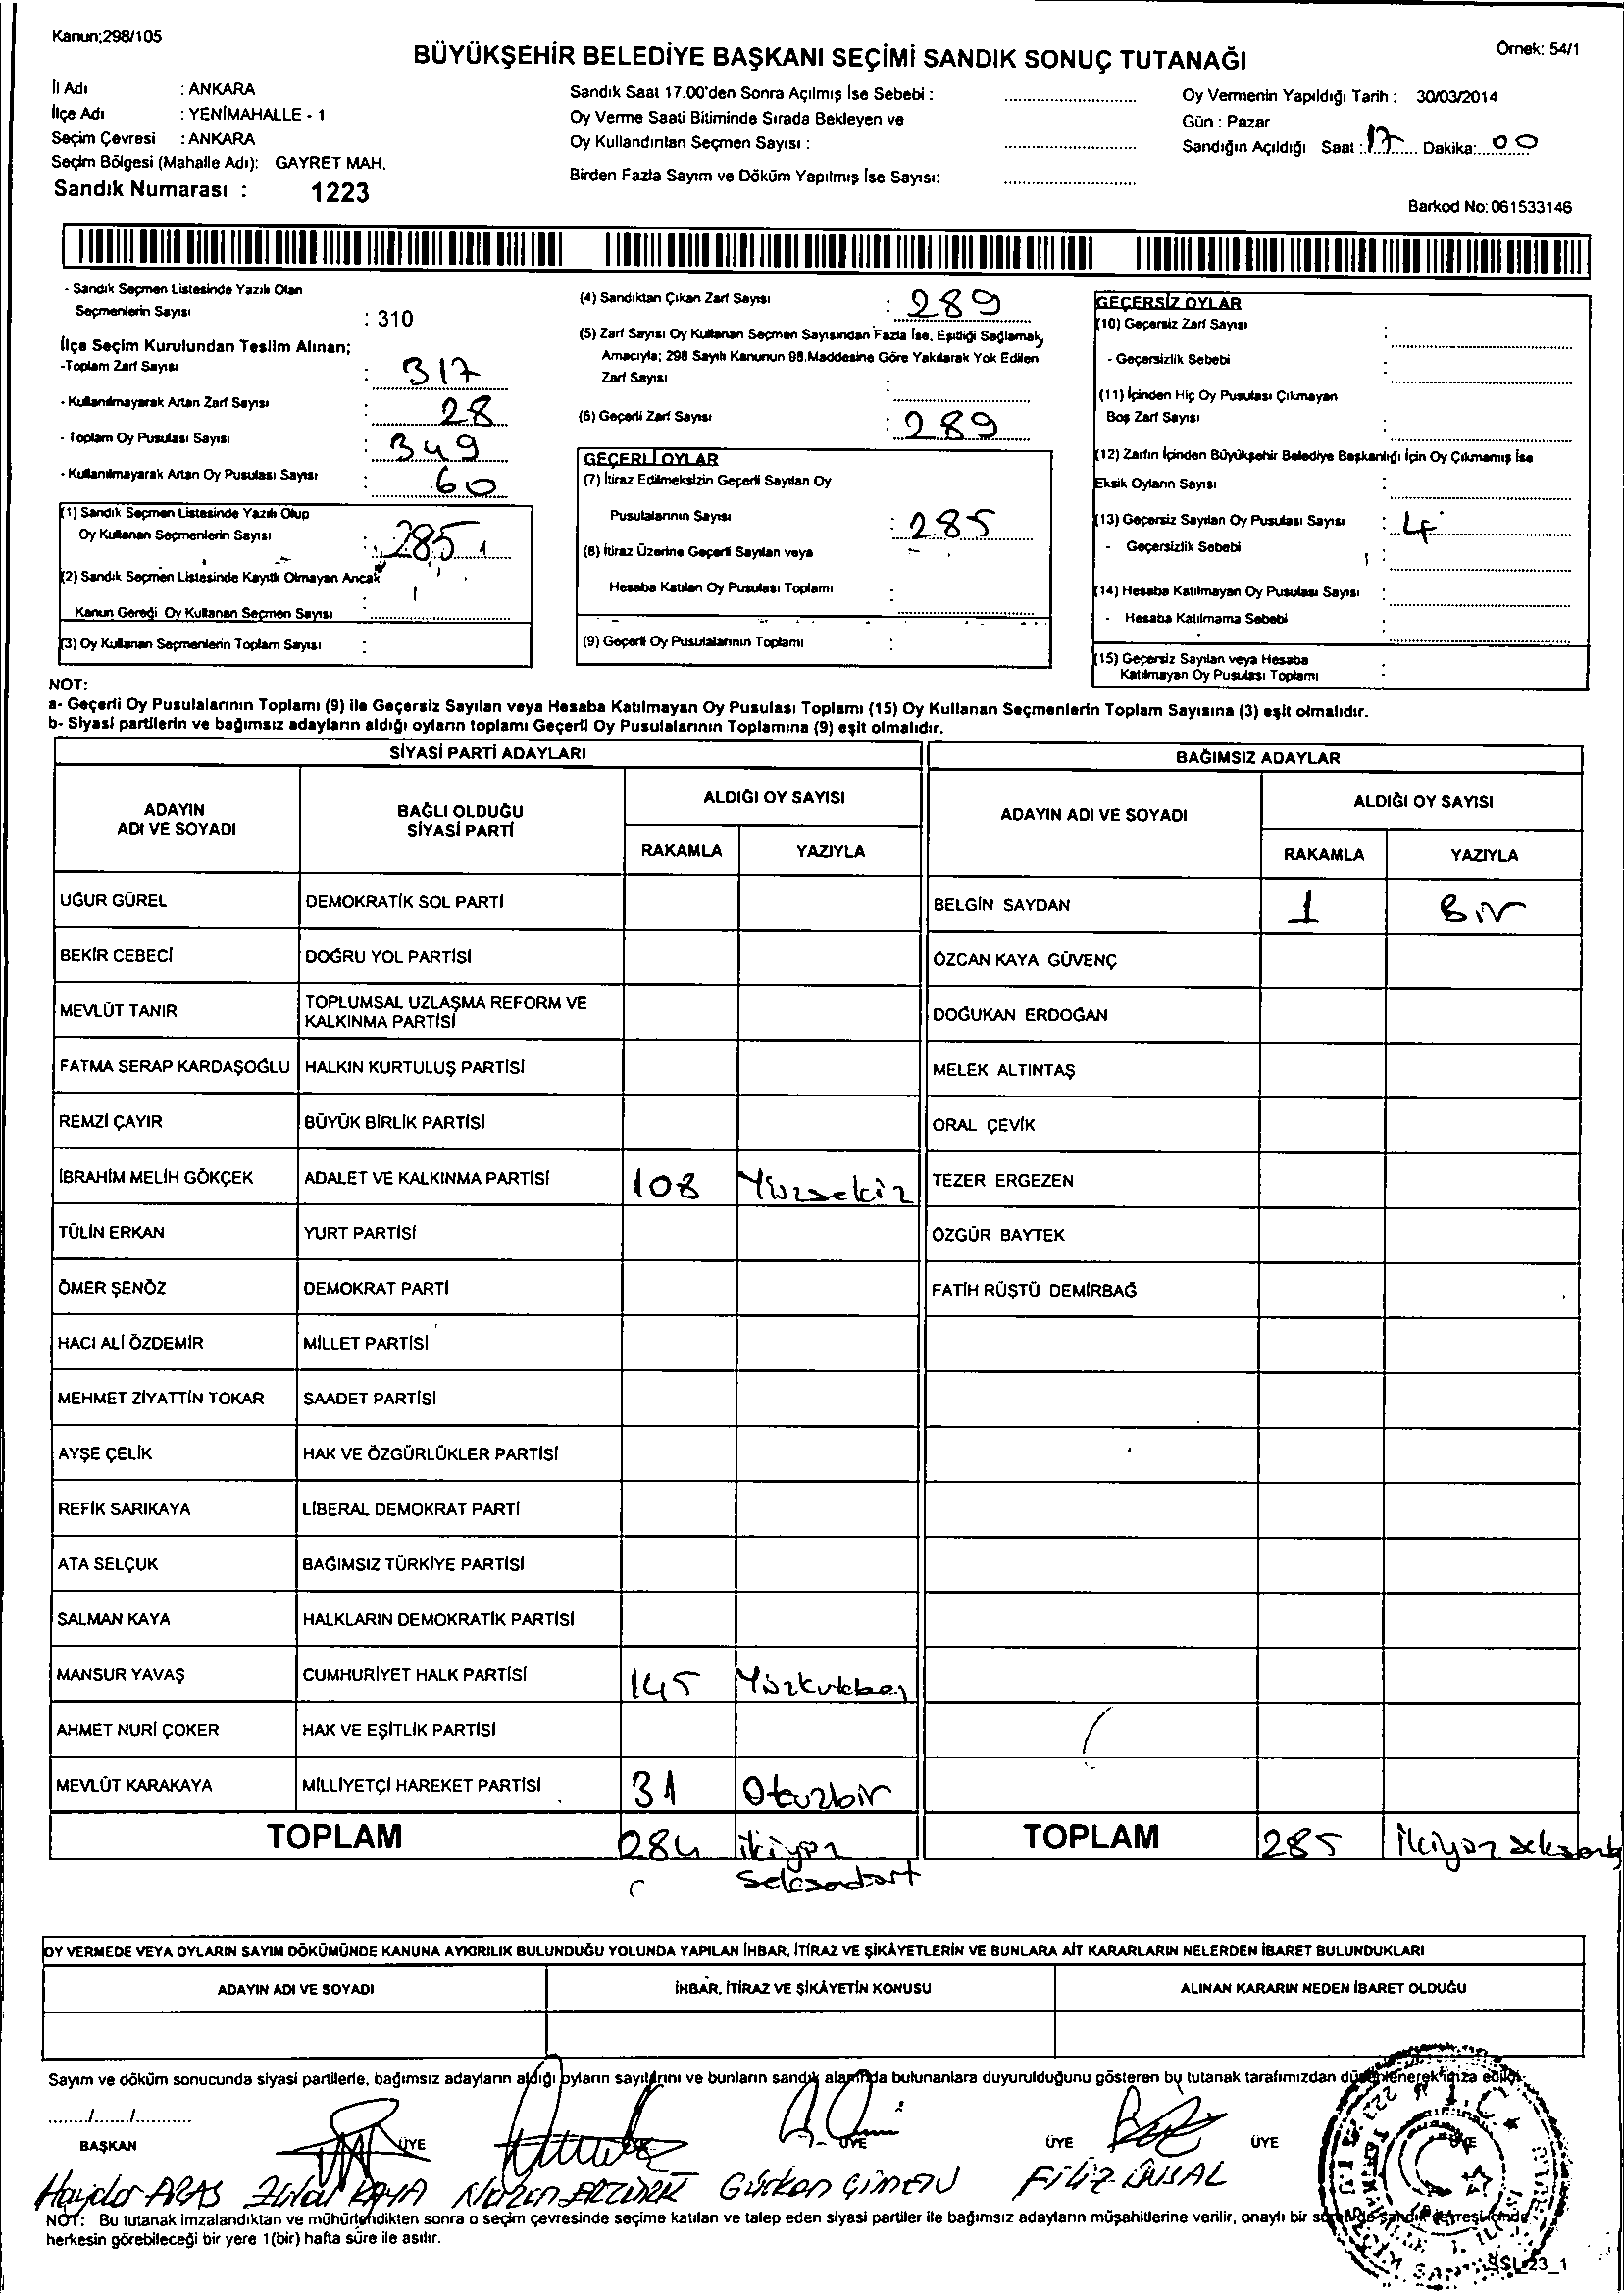 Kanun;298/105
Örnek: 54/1
BÜYÜKŞEHİR BELEDİYE BAŞKANI SEÇİMİ SANDIK SONUÇ TUTANAĞI
İl Adı : ANKARA
İlçe Adı : YENİMAHALLE - 1
Seçim Çevresi : ANKARA
Seçim Bölgesi (Mahalle Adı): GAYRET MAH.
Sandık Numarası : 1223
Sandık Saat 17.00'den Sonra Açılmış İse Sebebi :
Oy Verme Saati Bitiminde Sırada Bekleyen ve
Oy Kullandırılan Seçmen Sayısı :
Birden Fazla Sayım ve Döküm Yapılmış İse Sayısı:
Oy Vermenin Yapıldığı Tarih : 30/03/2014
Gün : Pazar
Sandığın Açıldığı Saat : 17 Dakika: 00
Barkod No: 061533146
- Sandık Seçmen Listesinde Yazılı Olan
Seçmenlerin Sayısı : 310
İlçe Seçim Kurulundan Teslim Alınan;
-Toplam Zarf Sayısı : 317
- Kullanılmayarak Artan Zarf Sayısı : 28
- Toplam Oy Pusulası Sayısı : 349
- Kullanılmayarak Artan Oy Pusulası Sayısı : 60
(1) Sandık Seçmen Listesinde Yazılı Olup
Oy Kullanan Seçmenlerin Sayısı : 285
(2) Sandık Seçmen Listesinde Kayıtlı Olmayan Ancak
Kanun Gereği Oy Kullanan Seçmen Sayısı :
(3) Oy Kullanan Seçmenlerin Toplam Sayısı :
(4) Sandıktan Çıkan Zarf Sayısı : 289
(5) Zarf Sayısı Oy Kullanan Seçmen Sayısından Fazla İse, Eşitliği Sağlamak
Amacıyla; 298 Sayılı Kanunun 98.Maddesine Göre Yakılarak Yok Edilen
Zarf Sayısı :
(6) Geçerli Zarf Sayısı : 289
GEÇERLİ OYLAR
(7) İtiraz Edilmeksizin Geçerli Sayılan Oy
Pusulalarının Sayısı : 285
(8) İtiraz Üzerine Geçerli Sayılan veya
Hesaba Katılan Oy Pusulası Toplamı :
(9) Geçerli Oy Pusulalarının Toplamı :
GEÇERSİZ OYLAR
(10) Geçersiz Zarf Sayısı :
- Geçersizlik Sebebi :
(11) İçinden Hiç Oy Pusulası Çıkmayan
Boş Zarf Sayısı :
(12) Zarfın İçinden Büyükşehir Belediye Başkanlığı İçin Oy Çıkmamış İse
Eksik Oyların Sayısı :
(13) Geçersiz Sayılan Oy Pusulası Sayısı : 4
- Geçersizlik Sebebi :
(14) Hesaba Katılmayan Oy Pusulası Sayısı :
- Hesaba Katılmama Sebebi :
(15) Geçersiz Sayılan veya Hesaba
Katılmayan Oy Pusulası Toplamı :
NOT:
a- Geçerli Oy Pusulalarının Toplamı (9) ile Geçersiz Sayılan veya Hesaba Katılmayan Oy Pusulası Toplamı (15) Oy Kullanan Seçmenlerin Toplam Sayısına (3) eşit olmalıdır.
b- Siyasi partilerin ve bağımsız adayların aldığı oyların toplamı Geçerli Oy Pusulalarının Toplamına (9) eşit olmalıdır.
SİYASİ PARTİ ADAYLARI
BAĞIMSIZ ADAYLAR
ADAYIN ADI VE SOYADI
BAĞLI OLDUĞU SİYASİ PARTİ
ALDIĞI OY SAYISI
RAKAMLA YAZIYLA
ADAYIN ADI VE SOYADI
ALDIĞI OY SAYISI
RAKAMLA YAZIYLA
UĞUR GÜREL DEMOKRATİK SOL PARTİ BELGİN SAYDAN 1 Bir
BEKİR CEBECİ DOĞRU YOL PARTİSİ ÖZCAN KAYA GÜVENÇ
MEVLÜT TANIR TOPLUMSAL UZLAŞMA REFORM VE KALKINMA PARTİSİ DOĞUKAN ERDOĞAN
FATMA SERAP KARDAŞOĞLU HALKIN KURTULUŞ PARTİSİ MELEK ALTINTAŞ
REMZİ ÇAYIR BÜYÜK BİRLİK PARTİSİ ORAL ÇEVİK
İBRAHİM MELİH GÖKÇEK ADALET VE KALKINMA PARTİSİ 108 Yüzsekiz TEZER ERGEZEN
TÜLİN ERKAN YURT PARTİSİ ÖZGÜR BAYTEK
ÖMER ŞENÖZ DEMOKRAT PARTİ FATİH RÜŞTÜ DEMİRBAĞ
HACI ALİ ÖZDEMİR MİLLET PARTİSİ
MEHMET ZİYATTİN TOKAR SAADET PARTİSİ
AYŞE ÇELİK HAK VE ÖZGÜRLÜKLER PARTİSİ
REFİK SARIKAYA LİBERAL DEMOKRAT PARTİ
ATA SELÇUK BAĞIMSIZ TÜRKİYE PARTİSİ
SALMAN KAYA HALKLARIN DEMOKRATİK PARTİSİ
MANSUR YAVAŞ CUMHURİYET HALK PARTİSİ 145
AHMET NURİ ÇOKER HAK VE EŞİTLİK PARTİSİ
MEVLÜT KARAKAYA MİLLİYETÇİ HAREKET PARTİSİ 31 Otuzbir
TOPLAM 284 ikiyüz seksendört TOPLAM 285
OY VERMEDE VEYA OYLARIN SAYIM DÖKÜMÜNDE KANUNA AYKIRILIK BULUNDUĞU YOLUNDA YAPILAN İHBAR, İTİRAZ VE ŞİKÂYETLERİN VE BUNLARA AİT KARARLARIN NELERDEN İBARET BULUNDUKLARI
ADAYIN ADI VE SOYADI İHBAR, İTİRAZ VE ŞİKÂYETİN KONUSU ALINAN KARARIN NEDEN İBARET OLDUĞU
Sayım ve döküm sonucunda siyasi partilerle, bağımsız adayların aldığı oyların sayılarını ve bunların sandık alanında bulunanlara duyurulduğunu gösteren bu tutanak tarafımızdan düzenlenerek imza edildi.
....../....../............
BAŞKAN ÜYE ÜYE ÜYE ÜYE ÜYE
Haydar ARAS KAYA Gürkan ÇİMEN Filiz ÜNSAL
NOT: Bu tutanak imzalandıktan ve mühürlendikten sonra o seçim çevresinde seçime katılan ve talep eden siyasi partiler ile bağımsız adayların müşahitlerine verilir, onaylı bir
herkesin görebileceği bir yere 1(bir) hafta süre ile asılır.